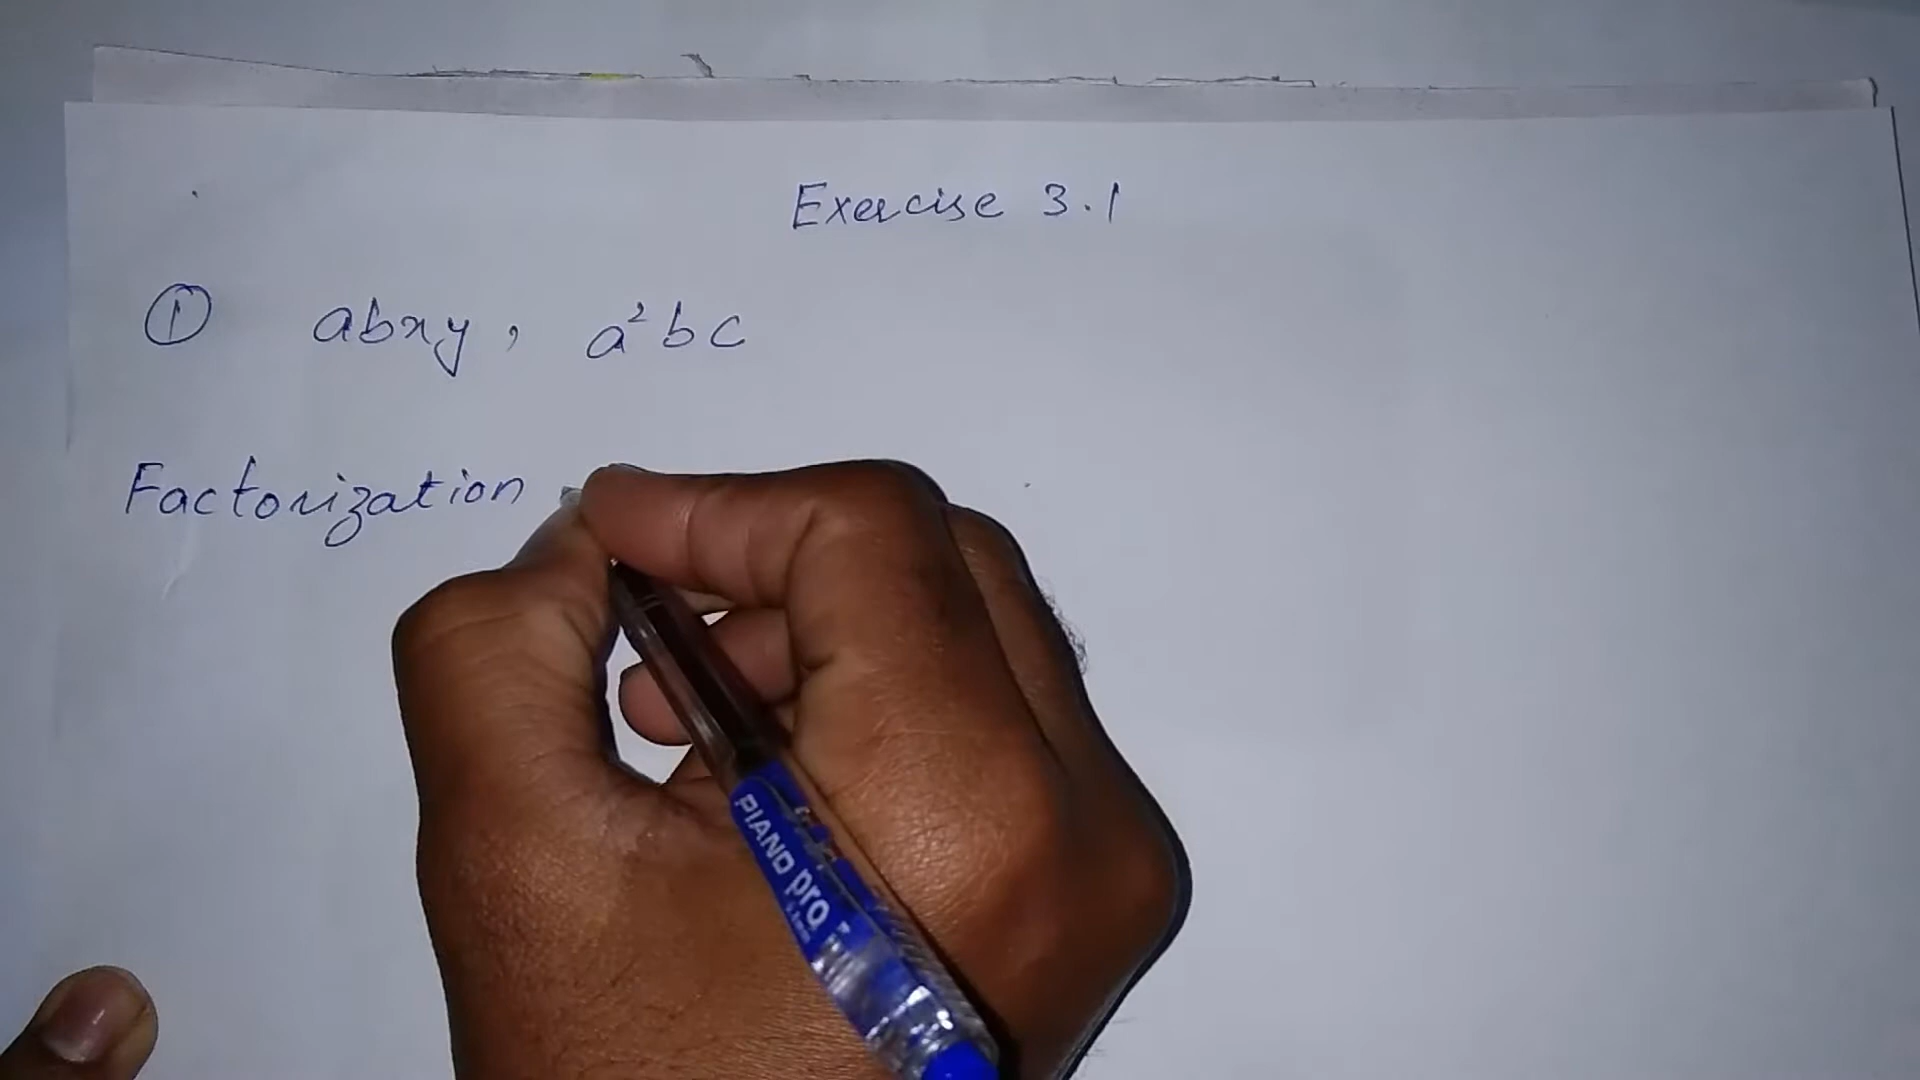 Exercise 3.1
① abxy, a²bc
Factorization
PIANO pro